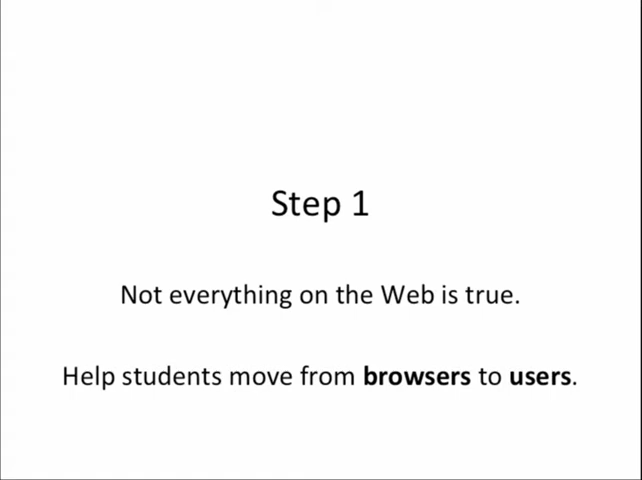 Step 1
Not everything on the Web is true.
Help students move from browsers to users.